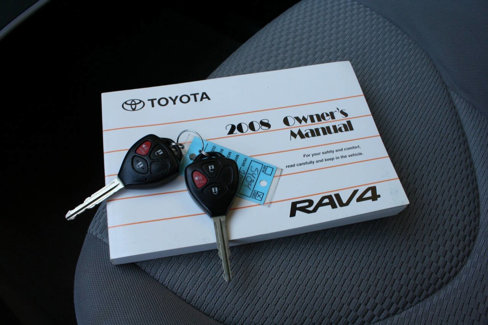 TOYOTA
2008 Owner's
Manual
For your safety and comfort,
read carefully and keep in the vehicle.
RAV4